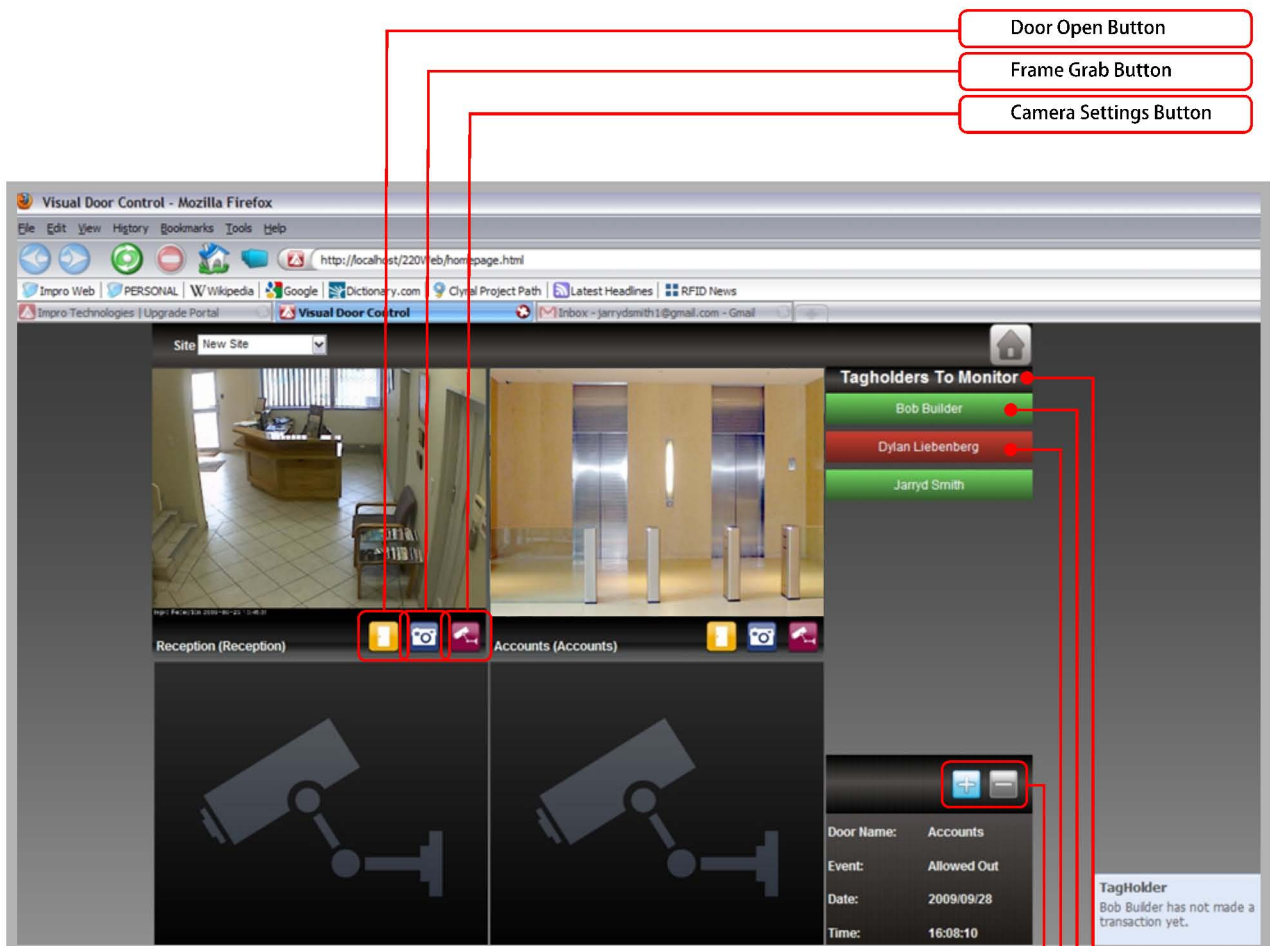 Door Open Button
Frame Grab Button
Camera Settings Button
Visual Door Control - Mozilla Firefox
File Edit View History Bookmarks Tools Help
http://localhost/220Web/homepage.html
Impro Web PERSONAL Wikipedia Google Dictionary.com Clyral Project Path Latest Headlines RFID News
Impro Technologies | Upgrade Portal Visual Door Control Inbox - jarrydsmith1@gmail.com - Gmail
Site New Site
Tagholders To Monitor
Bob Builder
Dylan Liebenberg
Jarryd Smith
Reception (Reception)
Accounts (Accounts)
Door Name: Accounts
Event: Allowed Out
Date: 2009/09/28
Time: 16:08:10
TagHolder
Bob Builder has not made a
transaction yet.